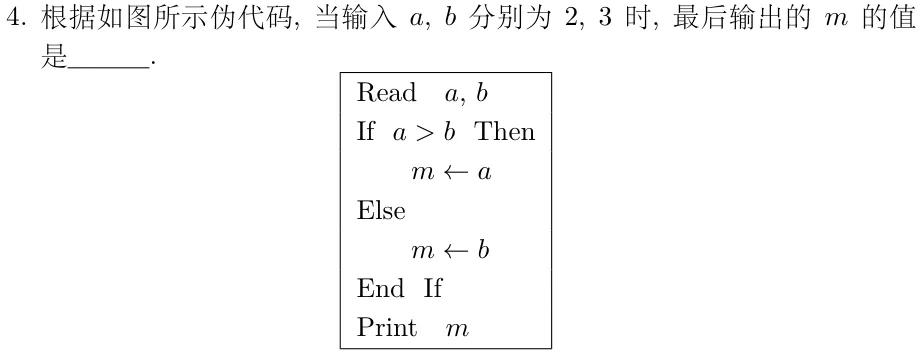 4. 根据如图所示伪代码, 当输入 a, b 分别为 2, 3 时, 最后输出的 m 的值
是______.
Read a, b
If a > b Then
m ← a
Else
m ← b
End If
Print m